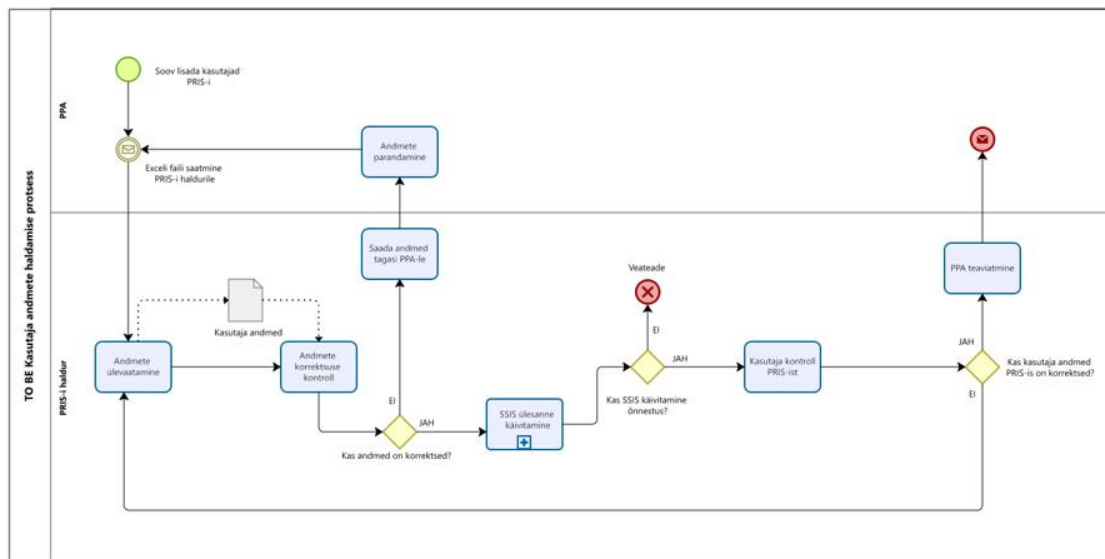 TO BE Kasutaja andmete haldamise protsess
PPA
Soov lisada kasutajad
PRIS-i
Exceli faili saatmine
PRIS-i haldurile
Andmete
parandamine
PRIS-i haldur
Saada andmed
tagasi PPA-le
Kasutaja andmed
Andmete
ülevaatamine
Andmete
korrektsuse
kontroll
EI
JAH
Kas andmed on korrektsed?
SSIS ülesanne
käivitamine
Veateade
EI
JAH
Kas SSIS käivitamine
õnnestus?
Kasutaja kontroll
PRIS-ist
PPA teaviatmine
JAH
EI
Kas kasutaja andmed
PRIS-is on korrektsed?